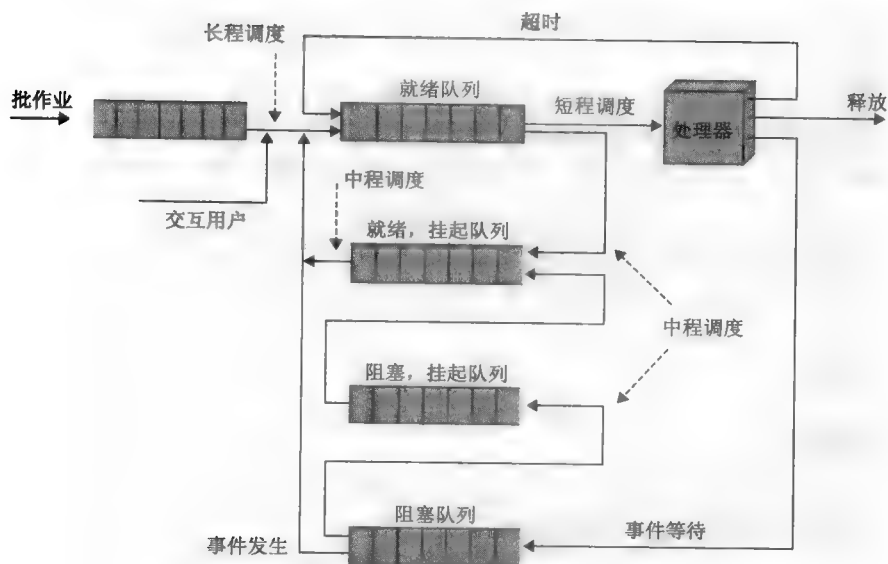 超时
长程调度
批作业
就绪队列
短程调度
处理器
释放
中程调度
交互用户
就绪，挂起队列
中程调度
阻塞，挂起队列
阻塞队列
事件等待
事件发生